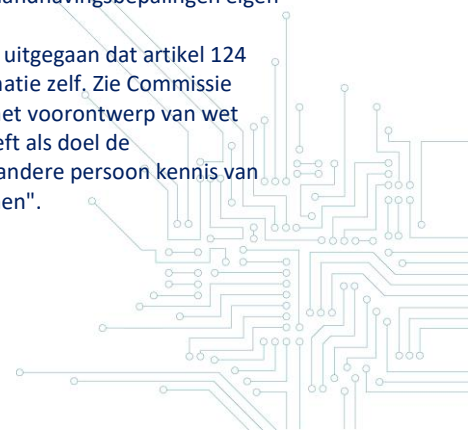 andhavingsbepalingen eigen
uitgegaan dat artikel 124
natie zelf. Zie Commissie
et voorontwerp van wet
eft als doel de
andere persoon kennis van
en".